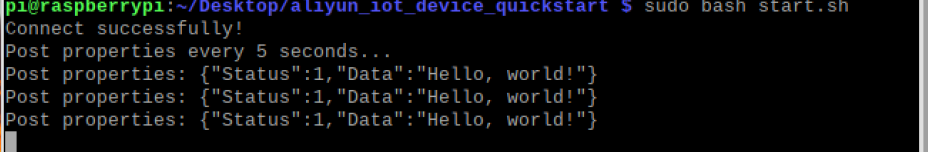 pi@raspberrypi:~/Desktop/aliyun_iot_device_quickstart $ sudo bash start.sh
Connect successfully!
Post properties every 5 seconds...
Post properties: {"Status":1,"Data":"Hello, world!"}
Post properties: {"Status":1,"Data":"Hello, world!"}
Post properties: {"Status":1,"Data":"Hello, world!"}